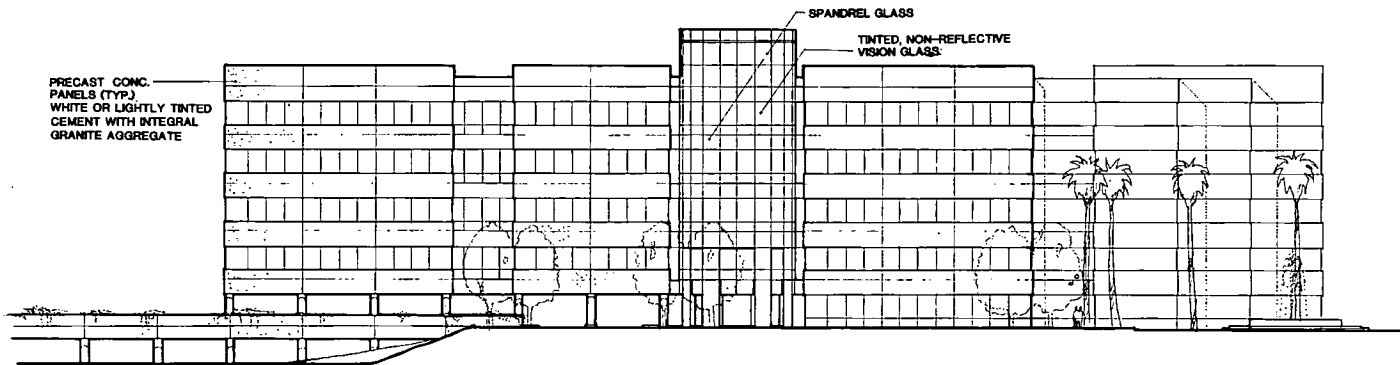 SPANDREL GLASS
TINTED, NON-REFLECTIVE
VISION GLASS
PRECAST CONC.
PANELS (TYP.)
WHITE OR LIGHTLY TINTED
CEMENT WITH INTEGRAL
GRANITE AGGREGATE